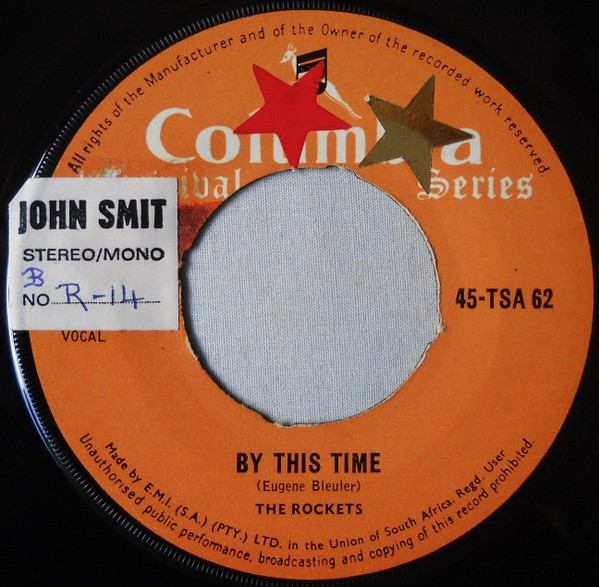 All rights of the Manufacturer and of the Owner of the recorded work reserved.
Columbia
Series
JOHN SMIT
STEREO/MONO
B
NO R-14
45-TSA 62
VOCAL
BY THIS TIME
(Eugene Bleuler)
THE ROCKETS
Made by E.M.I. (S.A.) (PTY.) LTD. in the Union of South Africa. Regd. User
Unauthorised public performance, broadcasting and copying of this record prohibited.